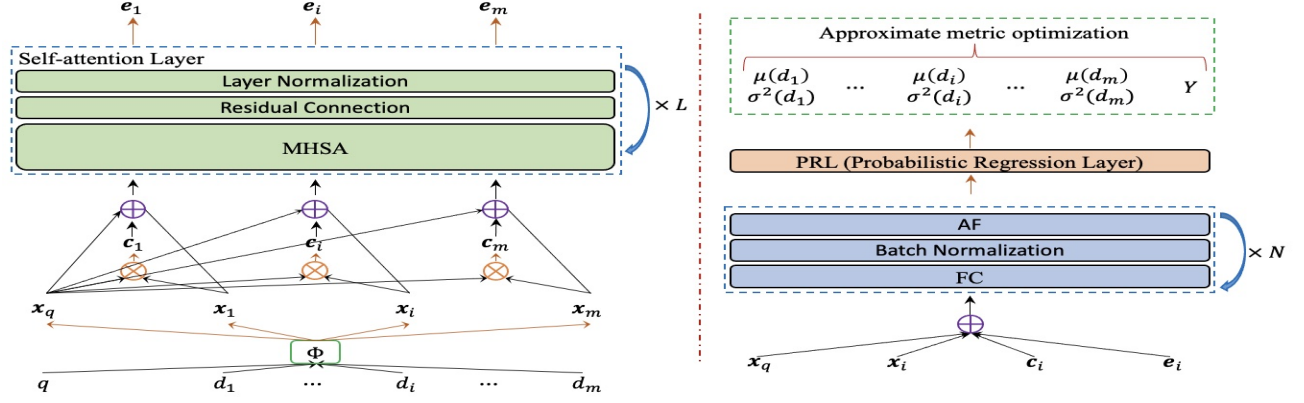 e₁ eᵢ eₘ
Self-attention Layer
Layer Normalization
Residual Connection
MHSA
× L
c₁ cᵢ cₘ
x_q x₁ xᵢ xₘ
Φ
q d₁ ... dᵢ ... dₘ
Approximate metric optimization
μ(d₁) μ(dᵢ) μ(dₘ)
... ... Y
σ²(d₁) σ²(dᵢ) σ²(dₘ)
PRL (Probabilistic Regression Layer)
AF
Batch Normalization
FC
× N
x_q xᵢ cᵢ eᵢ